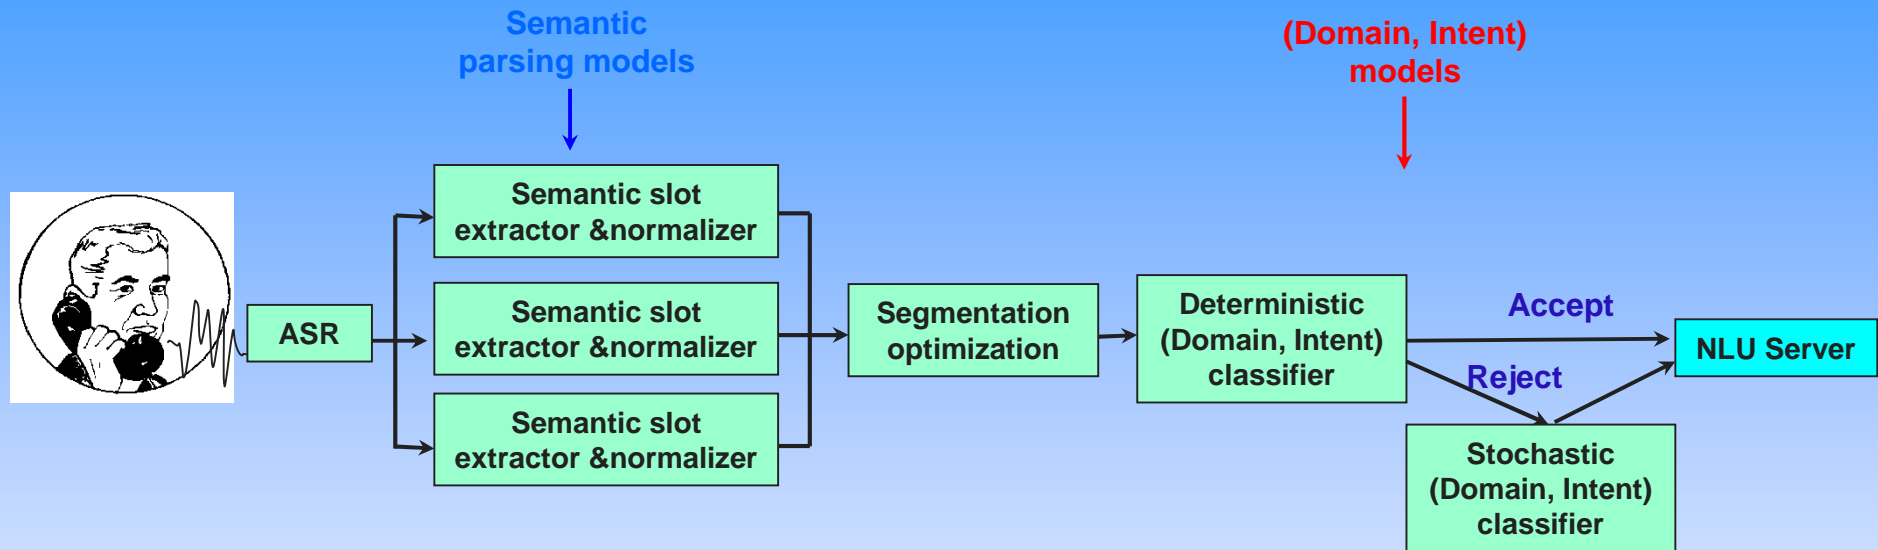 Semantic
parsing models
(Domain, Intent)
models
Semantic slot
extractor &normalizer
ASR
Semantic slot
extractor &normalizer
Semantic slot
extractor &normalizer
Segmentation
optimization
Deterministic
(Domain, Intent)
classifier
Accept
Reject
NLU Server
Stochastic
(Domain, Intent)
classifier